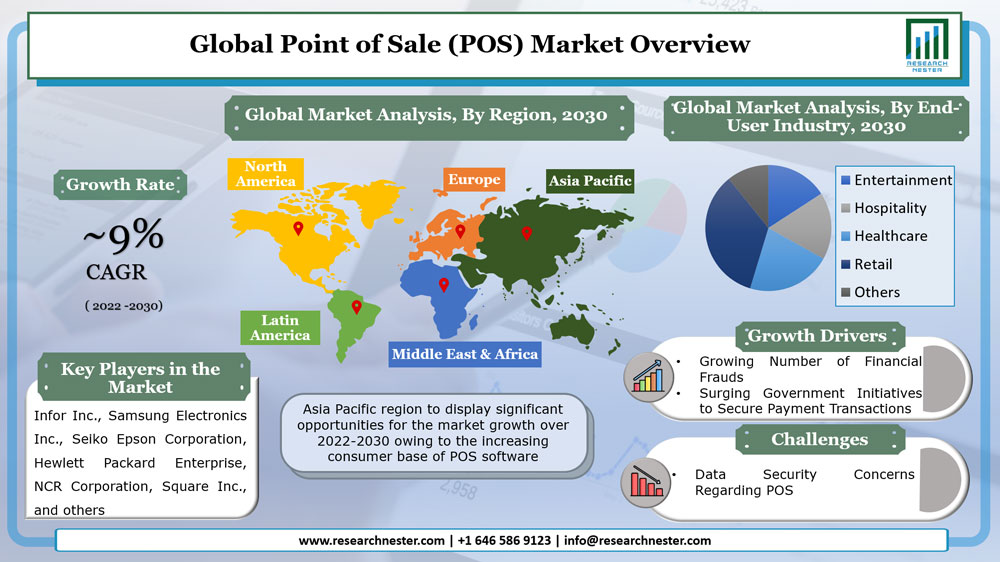 Global Point of Sale (POS) Market Overview
RESEARCH
NESTER
Global Market Analysis, By Region, 2030
Global Market Analysis, By End-
User Industry, 2030
Growth Rate
~9%
CAGR
( 2022 -2030)
North
America
Europe
Asia Pacific
Latin
America
Middle East & Africa
Entertainment
Hospitality
Healthcare
Retail
Others
Key Players in the
Market
Infor Inc., Samsung Electronics
Inc., Seiko Epson Corporation,
Hewlett Packard Enterprise,
NCR Corporation, Square Inc.,
and others
Asia Pacific region to display significant
opportunities for the market growth over
2022-2030 owing to the increasing
consumer base of POS software
Growth Drivers
• Growing Number of Financial
Frauds
• Surging Government Initiatives
to Secure Payment Transactions
Challenges
• Data Security Concerns
Regarding POS
2,958
www.researchnester.com | +1 646 586 9123 | info@researchnester.com